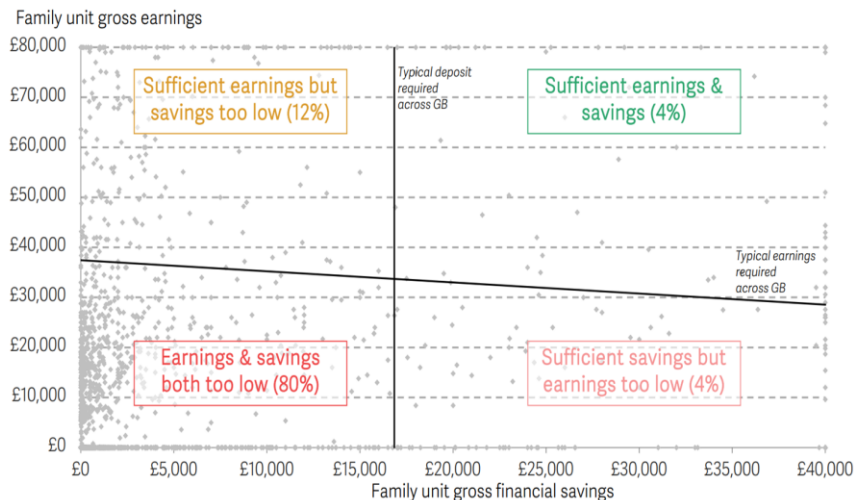 Family unit gross earnings
£80,000
£70,000
£60,000
£50,000
£40,000
£30,000
£20,000
£10,000
£0
Sufficient earnings but
savings too low (12%)
Typical deposit
required
across GB
Sufficient earnings &
savings (4%)
Typical earnings
required
across GB
Earnings & savings
both too low (80%)
Sufficient savings but
earnings too low (4%)
£0
£5,000
£10,000
£15,000
£19,000
£25,000
£30,000
£35,000
£40,000
Family unit gross financial savings